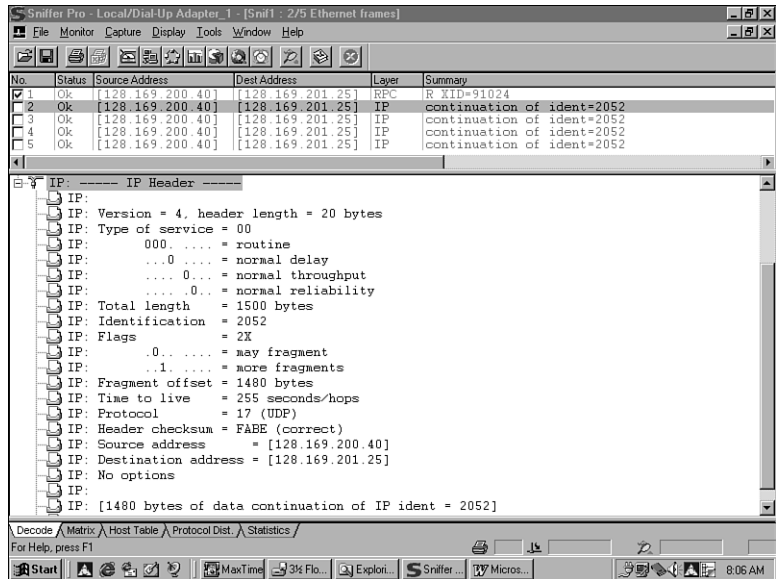 Sniffer Pro - Local/Dial-Up Adapter_1 - [Snif1 : 2/5 Ethernet frames]
File Monitor Capture Display Tools Window Help
No. Status Source Address Dest Address Layer Summary
1 Ok [128.169.200.40] [128.169.201.25] RPC R XID=91024
2 Ok [128.169.200.40] [128.169.201.25] IP continuation of ident=2052
3 Ok [128.169.200.40] [128.169.201.25] IP continuation of ident=2052
4 Ok [128.169.200.40] [128.169.201.25] IP continuation of ident=2052
5 Ok [128.169.200.40] [128.169.201.25] IP continuation of ident=2052
IP: ----- IP Header -----
IP:
IP: Version = 4, header length = 20 bytes
IP: Type of service = 00
IP: 000. .... = routine
IP: ...0 .... = normal delay
IP: .... 0... = normal throughput
IP: .... .0.. = normal reliability
IP: Total length = 1500 bytes
IP: Identification = 2052
IP: Flags = 2X
IP: .0.. .... = may fragment
IP: ..1. .... = more fragments
IP: Fragment offset = 1480 bytes
IP: Time to live = 255 seconds/hops
IP: Protocol = 17 (UDP)
IP: Header checksum = FABE (correct)
IP: Source address = [128.169.200.40]
IP: Destination address = [128.169.201.25]
IP: No options
IP:
IP: [1480 bytes of data continuation of IP ident = 2052]
Decode Matrix Host Table Protocol Dist. Statistics
For Help, press F1
Start MaxTime 3½ Flo... Explori... Sniffer ... Micros... 8:06 AM